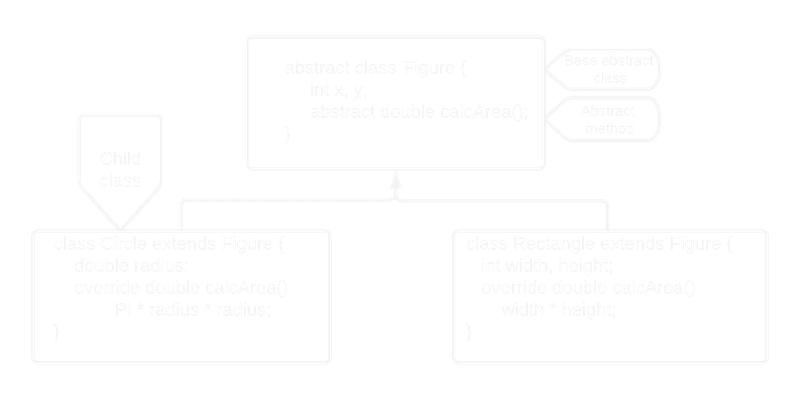 abstract class Figure {
int x, y;
abstract double calcArea();
}
Base abstract
class
Abstract
method
Child
class
class Circle extends Figure {
double radius;
override double calcArea()
PI * radius * radius;
}
class Rectangle extends Figure {
int width, height;
override double calcArea()
width * height;
}